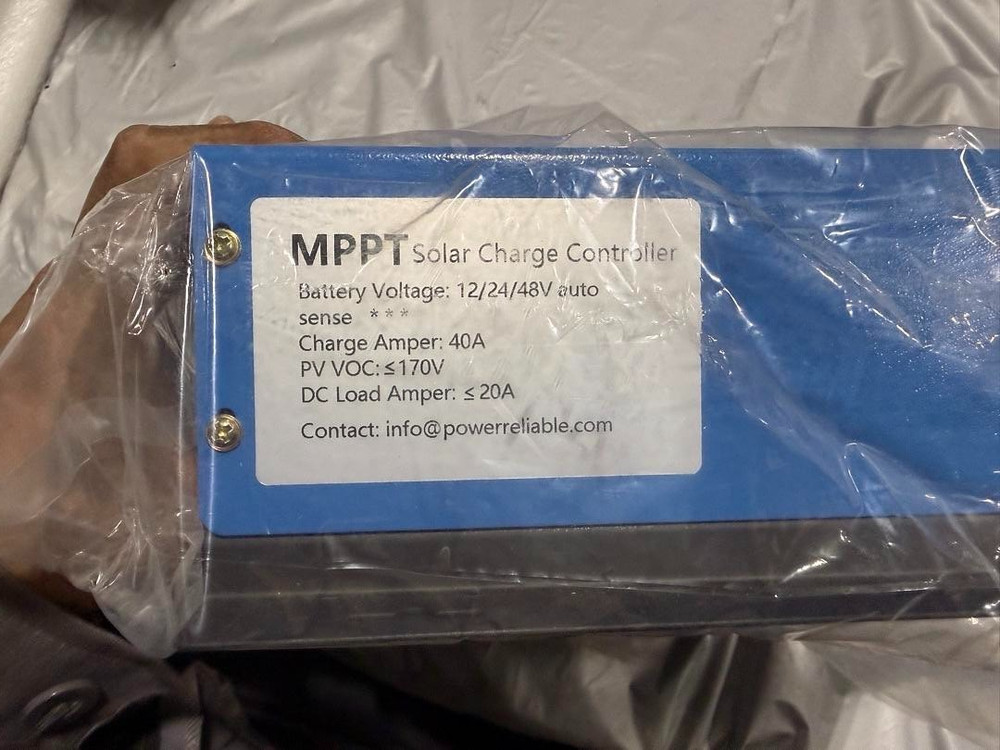 MPPT Solar Charge Controller
Battery Voltage: 12/24/48V auto
sense ***
Charge Amper: 40A
PV VOC:≤170V
DC Load Amper: ≤20A
Contact: info@powerreliable.com